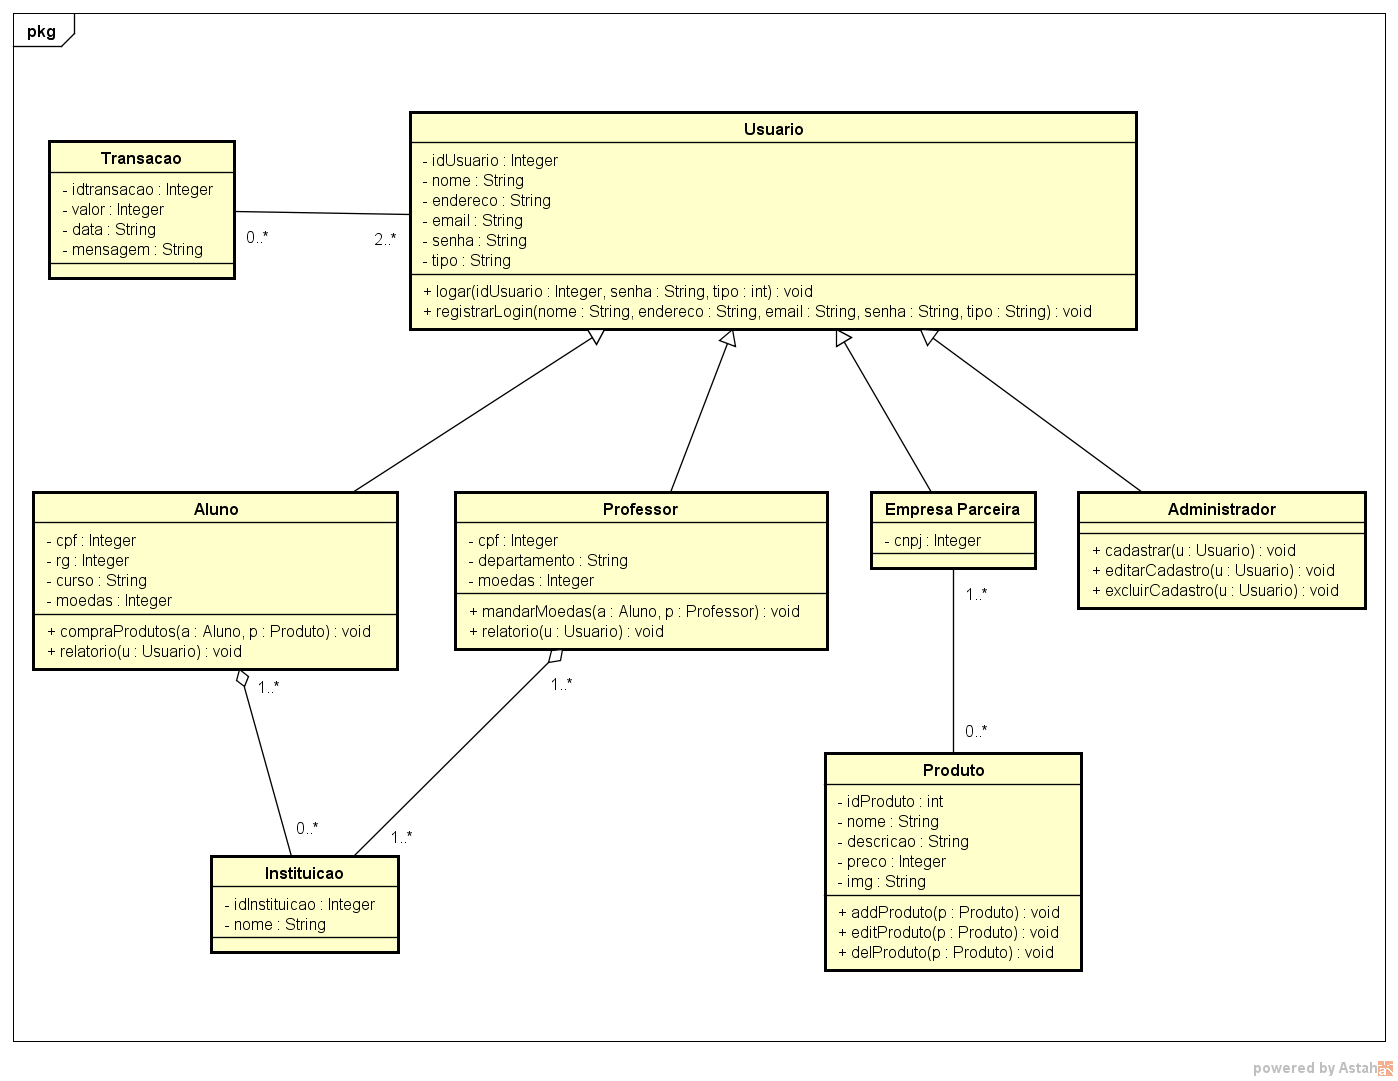 pkg
Transacao
- idtransacao : Integer
- valor : Integer
- data : String
- mensagem : String
0..*
2..*
Usuario
- idUsuario : Integer
- nome : String
- endereco : String
- email : String
- senha : String
- tipo : String
+ logar(idUsuario : Integer, senha : String, tipo : int) : void
+ registrarLogin(nome : String, endereco : String, email : String, senha : String, tipo : String) : void
Aluno
- cpf : Integer
- rg : Integer
- curso : String
- moedas : Integer
+ compraProdutos(a : Aluno, p : Produto) : void
+ relatorio(u : Usuario) : void
1..*
Professor
- cpf : Integer
- departamento : String
- moedas : Integer
+ mandarMoedas(a : Aluno, p : Professor) : void
+ relatorio(u : Usuario) : void
1..*
Empresa Parceira
- cnpj : Integer
1..*
Administrador
+ cadastrar(u : Usuario) : void
+ editarCadastro(u : Usuario) : void
+ excluirCadastro(u : Usuario) : void
0..*
1..*
Instituicao
- idInstituicao : Integer
- nome : String
0..*
Produto
- idProduto : int
- nome : String
- descricao : String
- preco : Integer
- img : String
+ addProduto(p : Produto) : void
+ editProduto(p : Produto) : void
+ delProduto(p : Produto) : void
powered by Astah